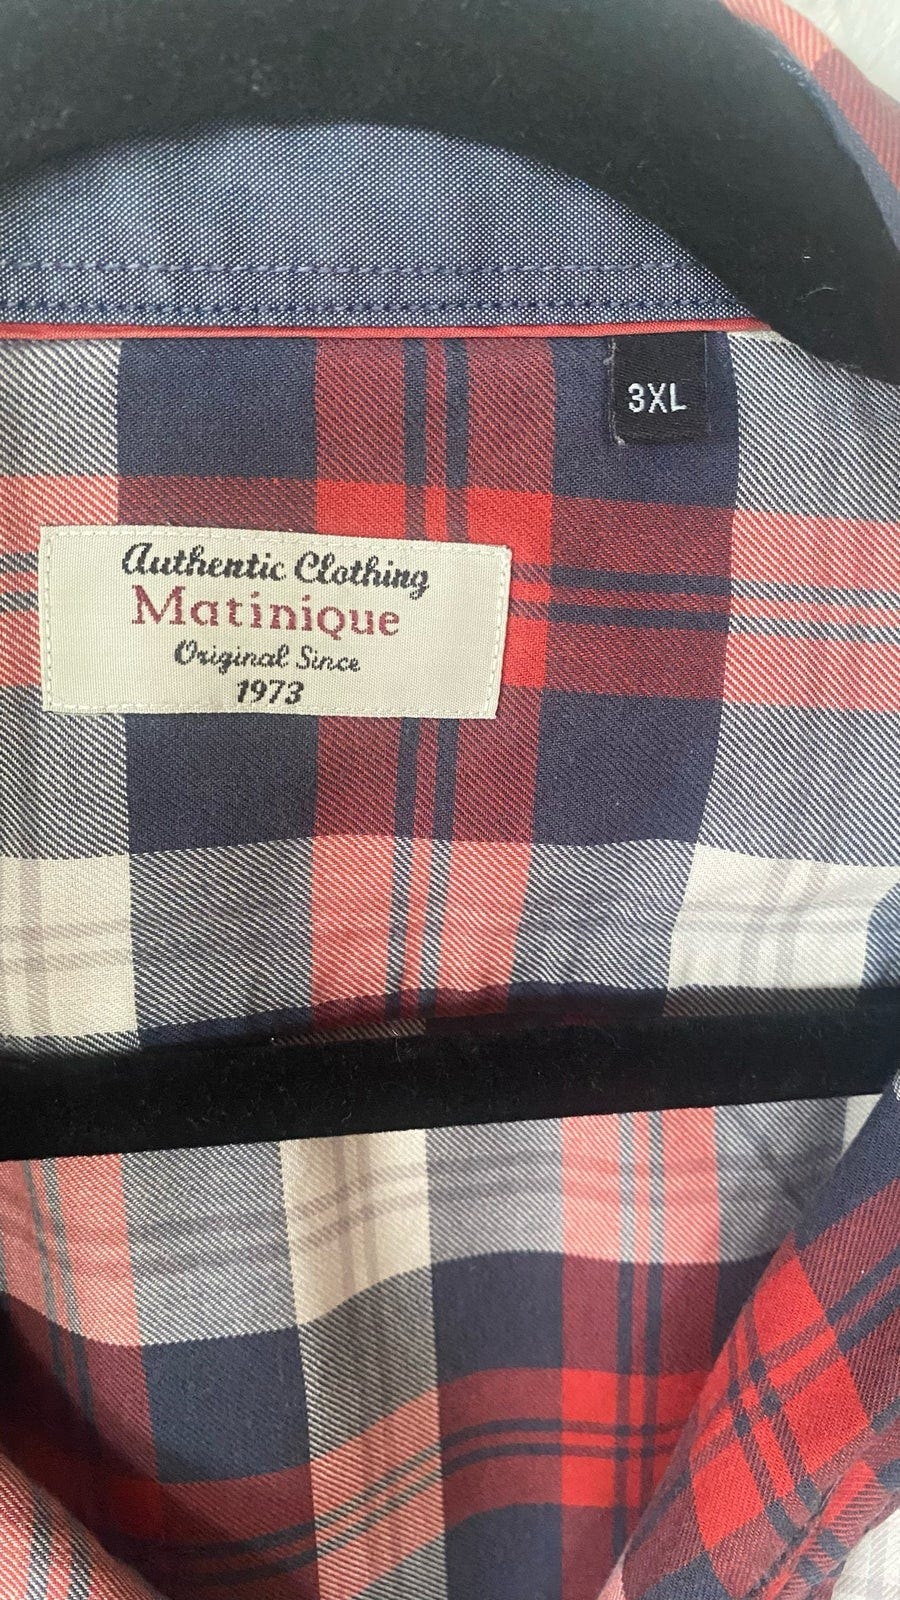 3XL
Authentic Clothing
Matinique
Original Since
1973